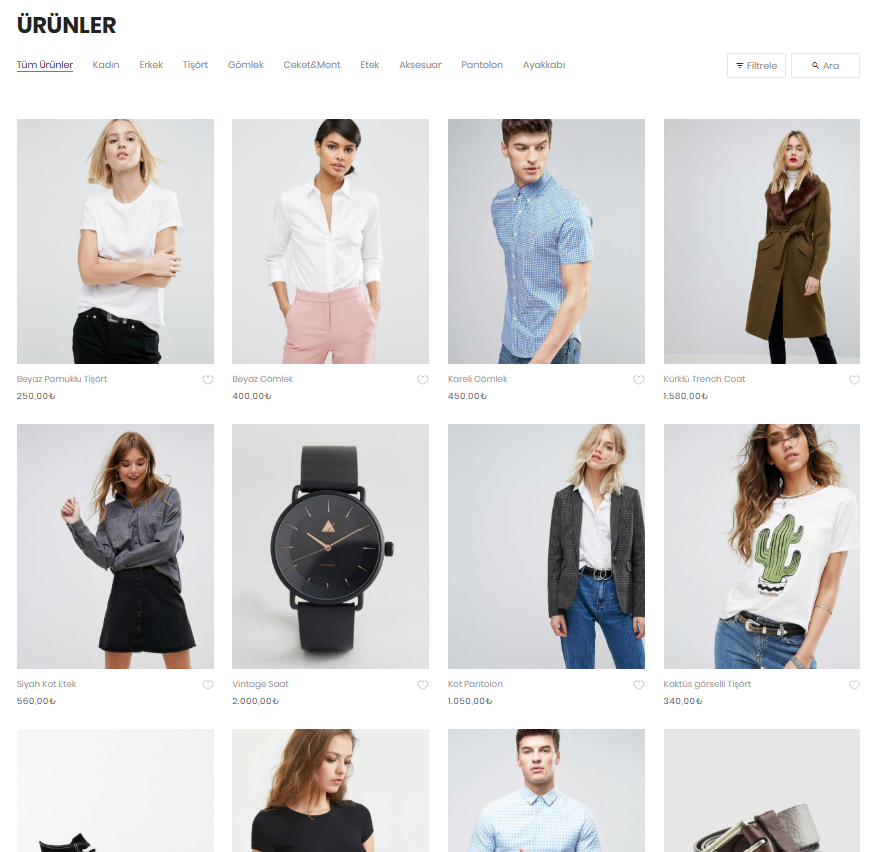 ÜRÜNLER
Tüm Ürünler Kadın Erkek Tişört Gömlek Ceket&Mont Etek Aksesuar Pantolon Ayakkabı Filtrele Ara
Beyaz Pamuklu Tişört
250,00₺
Beyaz Gömlek
400,00₺
Kareli Gömlek
450,00₺
Kürklü Trench Coat
1.580,00₺
Siyah Kot Etek
560,00₺
Vintage Saat
2.000,00₺
Kot Pantolon
1.050,00₺
Kaktüs görselli Tişört
340,00₺